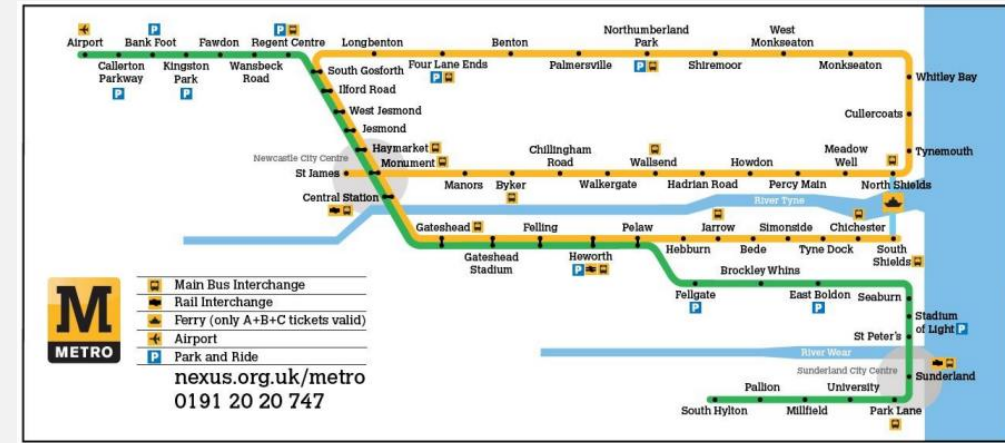 Airport
Bank Foot
Fawdon
Regent Centre
Longbenton
Benton
Northumberland
Park
West
Monkseaton
Callerton
Parkway
Kingston
Park
Wansbeck
Road
South Gosforth
Four Lane Ends
Palmersville
Shiremoor
Monkseaton
Whitley Bay
Ilford Road
West Jesmond
Jesmond
Haymarket
Cullercoats
Newcastle City Centre
Monument
Chillingham
Road
Wallsend
Howdon
Meadow
Well
Tynemouth
St James
Manors
Byker
Walkergate
Hadrian Road
Percy Main
North Shields
Central Station
River Tyne
Gateshead
Felling
Pelaw
Jarrow
Simonside
Chichester
Gateshead
Stadium
Heworth
Hebburn
Bede
Tyne Dock
South
Shields
Brockley Whins
Fellgate
East Boldon
Seaburn
Stadium
of Light
St Peter's
River Wear
Sunderland City Centre
Sunderland
Pallion
University
South Hylton
Millfield
Park Lane
M
METRO
Main Bus Interchange
Rail Interchange
Ferry (only A+B+C tickets valid)
Airport
P Park and Ride
nexus.org.uk/metro
0191 20 20 747